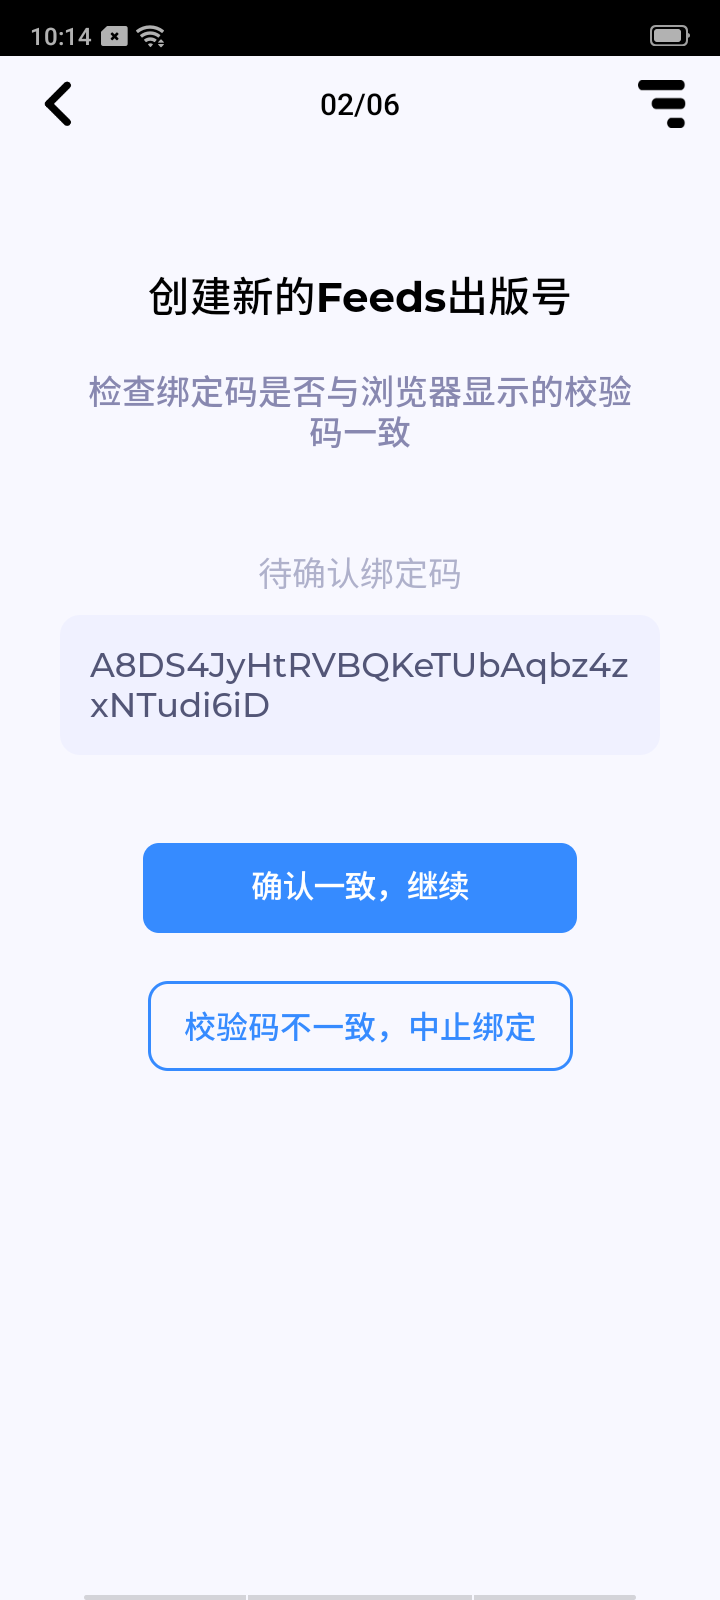 10:14
02/06
创建新的Feeds出版号
检查绑定码是否与浏览器显示的校验
码一致
待确认绑定码
A8DS4JyHtRVBQKeTUbAqbz4z
xNTudi6iD
确认一致，继续
校验码不一致，中止绑定